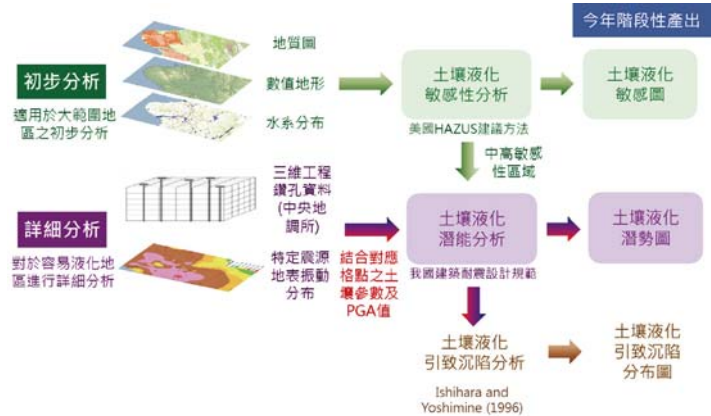 今年階段性產出
地質圖
初步分析
數值地形
土壤液化
敏感性分析
土壤液化
敏感圖
適用於大範圍地
區之初步分析
水系分布
美國HAZUS建議方法
中高敏感
性區域
三維工程
鑽孔資料
(中央地
調所)
詳細分析
土壤液化
潛能分析
土壤液化
潛勢圖
對於容易液化地
區進行詳細分析
特定震源
地表振動
分布
結合對應
格點之土
壤參數及
PGA值
我國建築耐震設計規範
土壤液化
引致沉陷分析
土壤液化
引致沉陷
分布圖
Ishihara and
Yoshimine (1996)